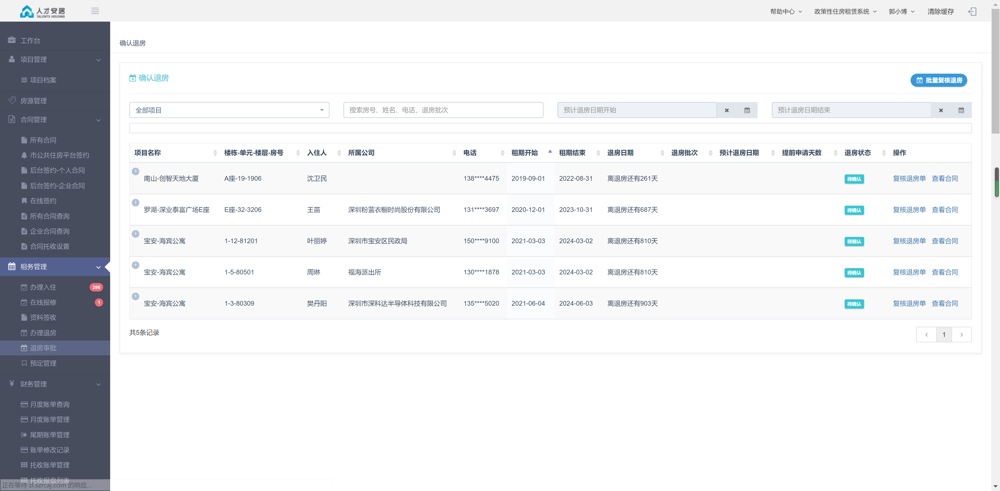 人才安居
TALENTS HOUSING
帮助中心 政策性住房租赁系统 郭小博 清除缓存
工作台
项目管理
项目档案
房源管理
合同管理
所有合同
市公共住房平台签约
后台签约-个人合同
后台签约-企业合同
在线签约
所有合同查询
企业合同查询
合同托收设置
租务管理
办理入住 296
在线报修 1
资料签收
办理退房
退房审批
预定管理
财务管理
月度账单查询
月度账单管理
尾期账单管理
账单修改记录
托收账单管理
托收报盘列表
正在等待 zl.szrcaj.com 的响应...
确认退房
确认退房
批量复核退房
全部项目 搜索房号、姓名、电话、退房批次 预计退房日期开始 预计退房日期结束
项目名称 楼栋-单元-楼层-房号 入住人 所属公司 电话 租期开始 租期结束 退房日期 退房批次 预计退房日期 提前申请天数 退房状态 操作
南山-创智天地大厦 A座-19-1906 沈卫民 138****4475 2019-09-01 2022-08-31 离退房还有261天 待确认 复核退房单 查看合同
罗湖-深业泰富广场E座 E座-32-3206 王苗 深圳粉蓝衣橱时尚股份有限公司 131****3697 2020-12-01 2023-10-31 离退房还有687天 待确认 复核退房单 查看合同
宝安-海宾公寓 1-12-81201 叶丽婷 深圳市宝安区民政局 150****9100 2021-03-03 2024-03-02 离退房还有810天 待确认 复核退房单 查看合同
宝安-海宾公寓 1-5-80501 周琳 福海派出所 130****1878 2021-03-03 2024-03-02 离退房还有810天 待确认 复核退房单 查看合同
宝安-海宾公寓 1-3-80309 樊丹阳 深圳市深科达半导体科技有限公司 135****5020 2021-06-04 2024-06-03 离退房还有903天 待确认 复核退房单 查看合同
共5条记录
1